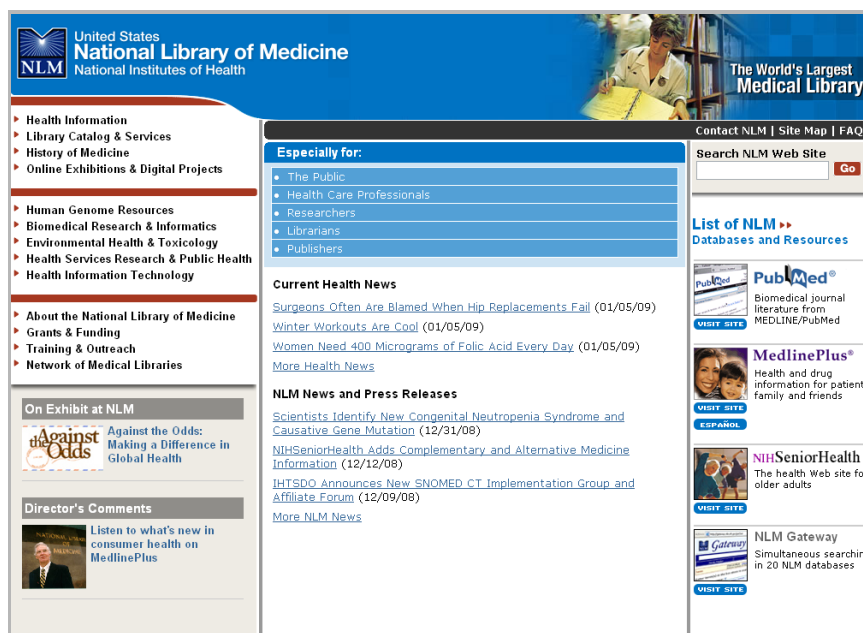 United States
National Library of Medicine
National Institutes of Health
NLM
The World's Largest
Medical Library
Contact NLM | Site Map | FAQ
Health Information
Library Catalog & Services
History of Medicine
Online Exhibitions & Digital Projects
Human Genome Resources
Biomedical Research & Informatics
Environmental Health & Toxicology
Health Services Research & Public Health
Health Information Technology
About the National Library of Medicine
Grants & Funding
Training & Outreach
Network of Medical Libraries
On Exhibit at NLM
Against
the Odds
Against the Odds:
Making a Difference in
Global Health
Director's Comments
Listen to what's new in
consumer health on
MedlinePlus
Especially for:
The Public
Health Care Professionals
Researchers
Librarians
Publishers
Current Health News
Surgeons Often Are Blamed When Hip Replacements Fail (01/05/09)
Winter Workouts Are Cool (01/05/09)
Women Need 400 Micrograms of Folic Acid Every Day (01/05/09)
More Health News
NLM News and Press Releases
Scientists Identify New Congenital Neutropenia Syndrome and
Causative Gene Mutation (12/31/08)
NIHSeniorHealth Adds Complementary and Alternative Medicine
Information (12/12/08)
IHTSDO Announces New SNOMED CT Implementation Group and
Affiliate Forum (12/09/08)
More NLM News
Search NLM Web Site
Go
List of NLM
Databases and Resources
PubMed
PubMed®
Biomedical journal
literature from
MEDLINE/PubMed
VISIT SITE
MedlinePlus®
Health and drug
information for patient
family and friends
VISIT SITE
ESPAÑOL
NIHSeniorHealth
The health Web site fo
older adults
VISIT SITE
Gateway
NLM Gateway
Simultaneous searchin
in 20 NLM databases
VISIT SITE